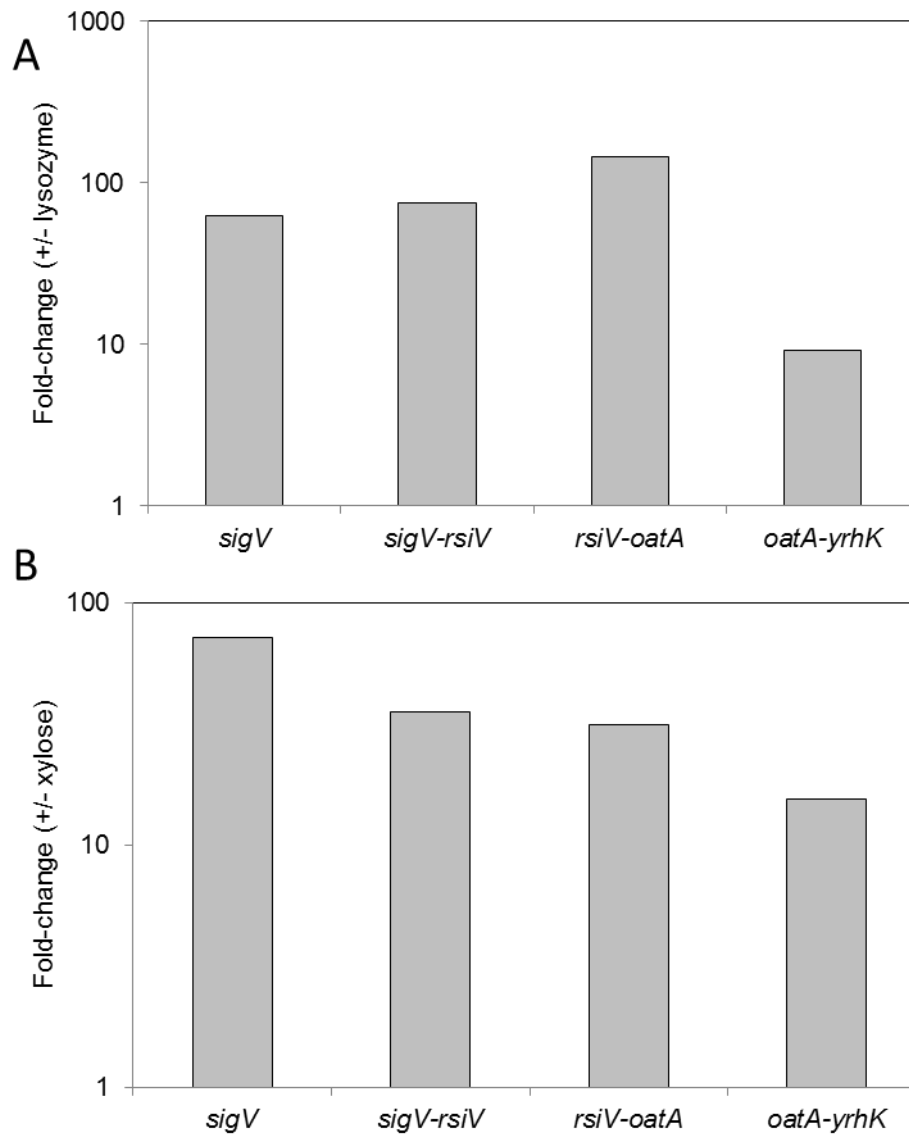 A
Fold-change (+/- lysozyme)
1000
100
10
1
sigV sigV-rsiV rsiV-oatA oatA-yrhK
B
Fold-change (+/- xylose)
100
10
1
sigV sigV-rsiV rsiV-oatA oatA-yrhK